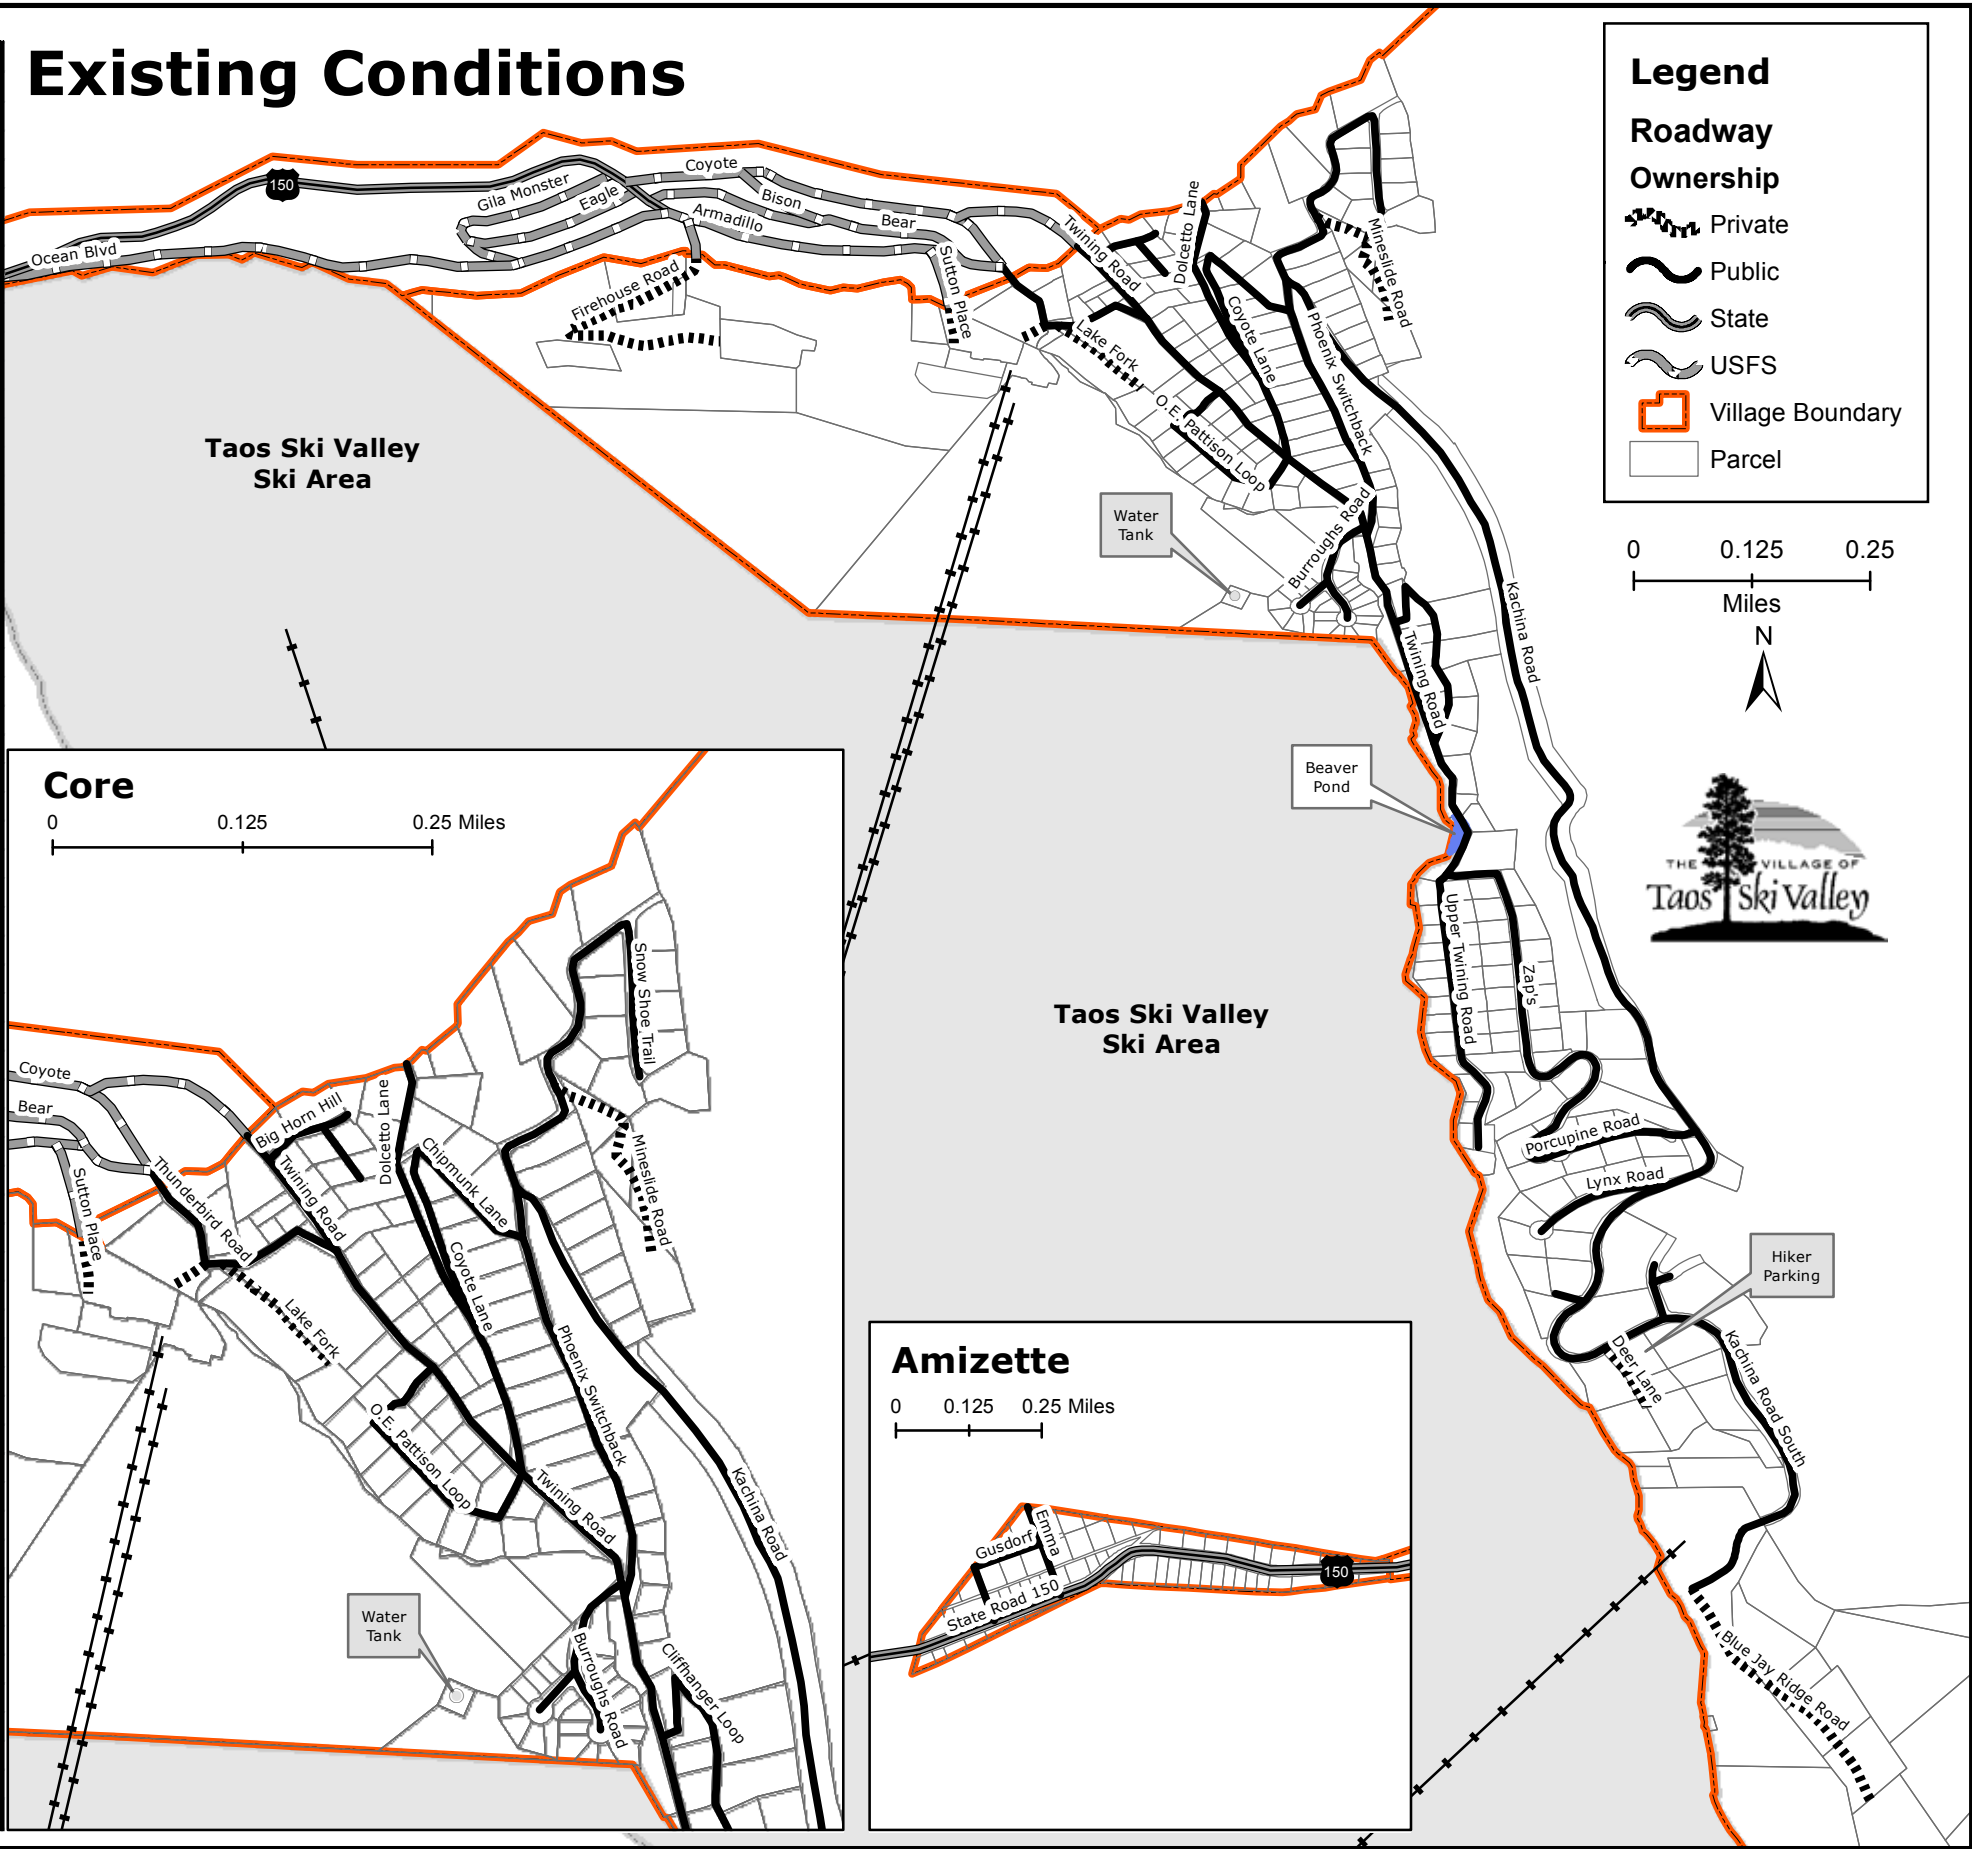 Existing Conditions
Legend
Roadway
Ownership
Private
Public
State
USFS
Village Boundary
Parcel
0 0.125 0.25
Miles
N
THE VILLAGE OF
Taos Ski Valley
150
Ocean Blvd
Gila Monster
Eagle
Coyote
Bison
Bear
Armadillo
Firehouse Road
Sutton Place
Twining Road
Dolcetto Lane
Mineslide Road
Lake Fork
Coyote Lane
Phoenix Switchback
O.E. Pattison Loop
Burroughs Road
Water
Tank
Twining Road
Kachina Road
Taos Ski Valley
Ski Area
Beaver
Pond
Upper Twining Road
Zap's
Taos Ski Valley
Ski Area
Porcupine Road
Lynx Road
Hiker
Parking
Deer Lane
Kachina Road South
Blue Jay Ridge Road
Core
0 0.125 0.25 Miles
Snow Shoe Trail
Coyote
Bear
Big Horn Hill
Dolcetto Lane
Chipmunk Lane
Mineslide Road
Sutton Place
Thunderbird Road
Twining Road
Coyote Lane
Lake Fork
Phoenix Switchback
O.E. Pattison Loop
Twining Road
Kachina Road
Water
Tank
Burroughs Road
Cliffhanger Loop
Amizette
0 0.125 0.25 Miles
Gusdorf
Emma
State Road 150
150